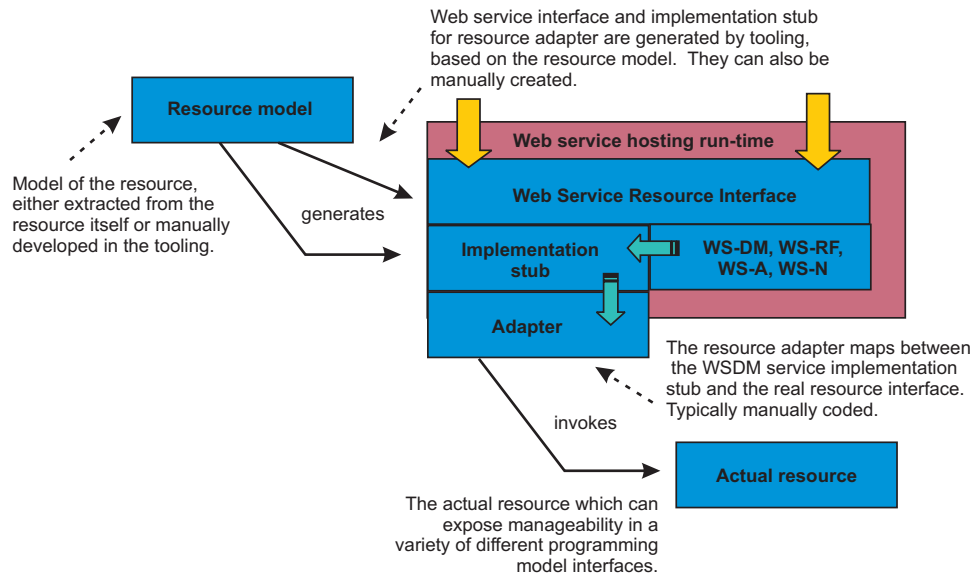 Web service interface and implementation stub
for resource adapter are generated by tooling,
based on the resource model. They can also be
manually created.
Resource model
Web service hosting run-time
Model of the resource,
either extracted from the
resource itself or manually
developed in the tooling.
generates
Web Service Resource Interface
Implementation
stub
WS-DM, WS-RF,
WS-A, WS-N
Adapter
The resource adapter maps between
the WSDM service implementation
stub and the real resource interface.
Typically manually coded.
invokes
Actual resource
The actual resource which can
expose manageability in a
variety of different programming
model interfaces.